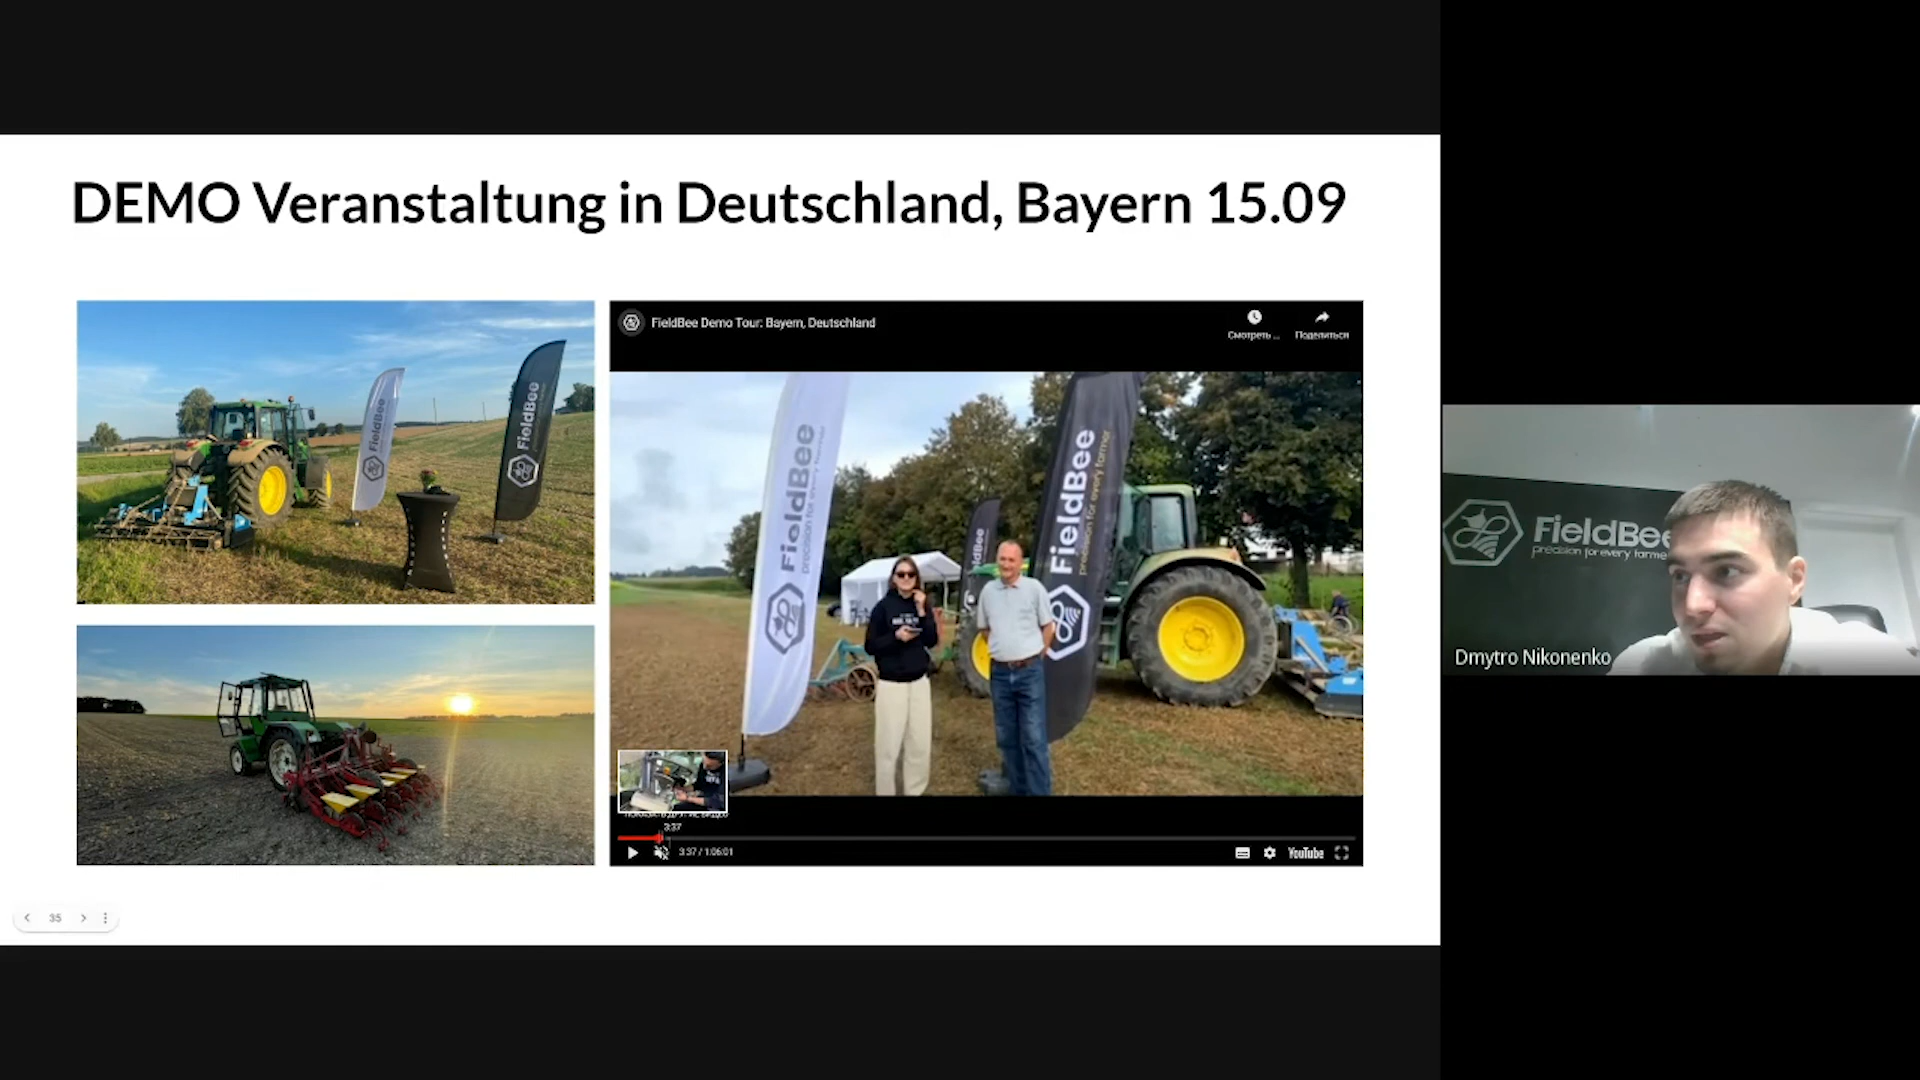 DEMO Veranstaltung in Deutschland, Bayern 15.09
FieldBee
FieldBee
FieldBee Demo Tour: Bayern, Deutschland
Смотреть ...
Поделиться
FieldBee
precision for every farmer
FieldBee
precision for every farmer
3:37
3:37 / 1:06:01
YouTube
35
FieldBee
precision for every farme
Dmytro Nikonenko